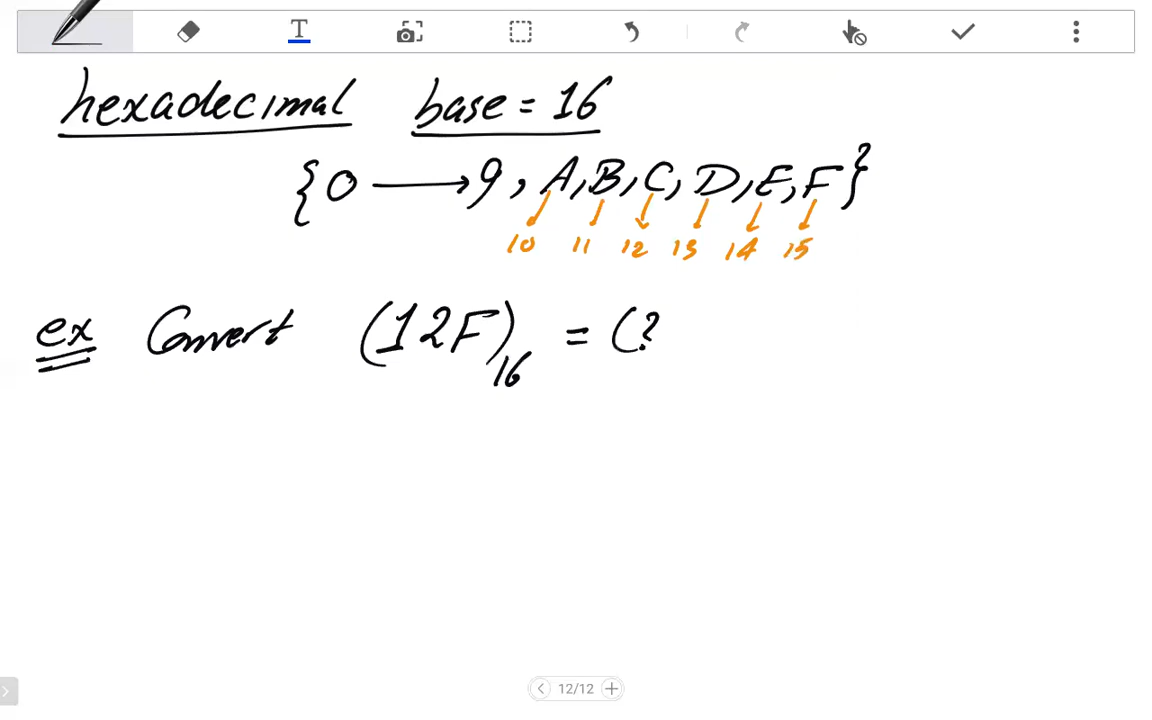 T
hexadecimal base = 16
{0 → 9, A, B, C, D, E, F}
10 11 12 13 14 15
ex Convert (12F)16 = (?
12/12